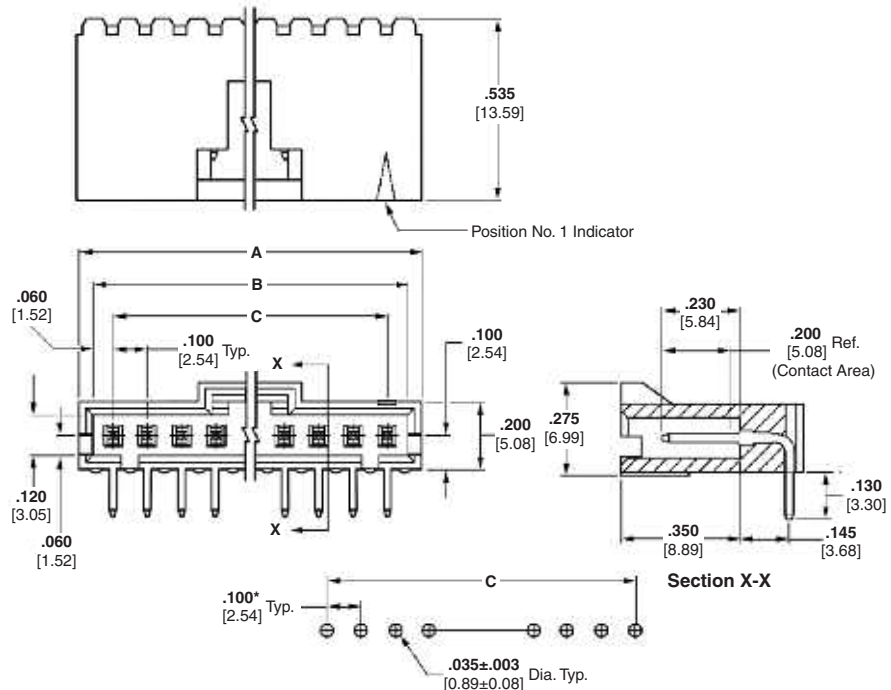 .535
[13.59]
Position No. 1 Indicator
A
B
C
.060
[1.52]
.100
[2.54] Typ.
X
.100
[2.54]
.200
[5.08]
.120
[3.05]
.060
[1.52]
X
.230
[5.84]
.200
[5.08] Ref.
(Contact Area)
.275
[6.99]
.130
[3.30]
.350
[8.89]
.145
[3.68]
Section X-X
C
.100*
[2.54] Typ.
.035±.003
[0.89±0.08] Dia. Typ.